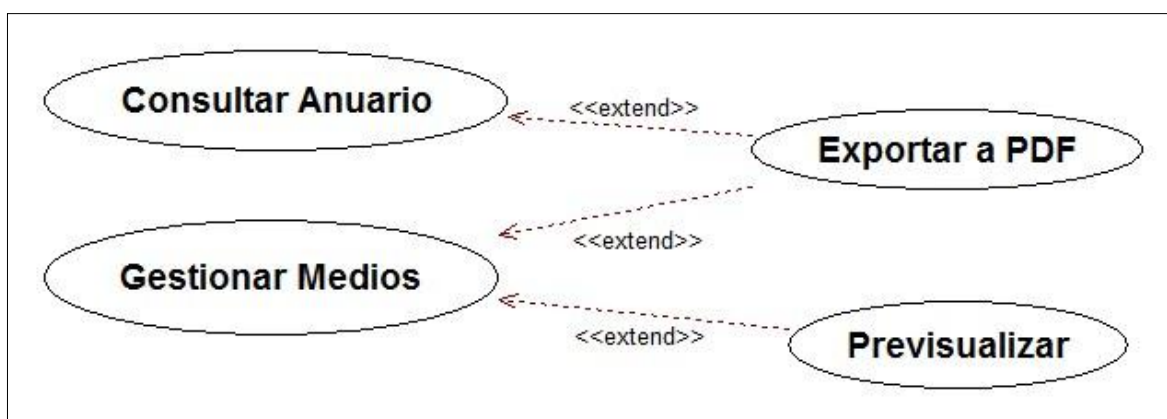 Consultar Anuario
<<extend>>
Exportar a PDF
<<extend>>
Gestionar Medios
<<extend>>
Previsualizar